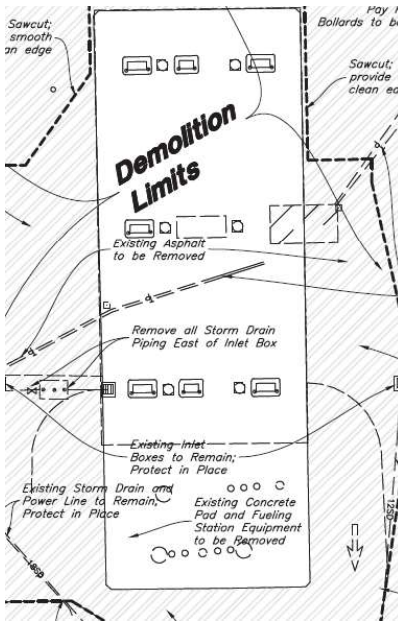 Sawcut;
smooth
an edge
Pay
Bollards to b
Sawcut;
provide
clean ed
Demolition
Limits
Existing Asphalt
to be Removed
Remove all Storm Drain
Piping East of Inlet Box
Existing Inlet
Boxes to Remain;
Protect in Place
Existing Storm Drain and
Power Line to Remain;
Protect in Place
Existing Concrete
Pad and Fueling
Station Equipment
to be Removed
1250